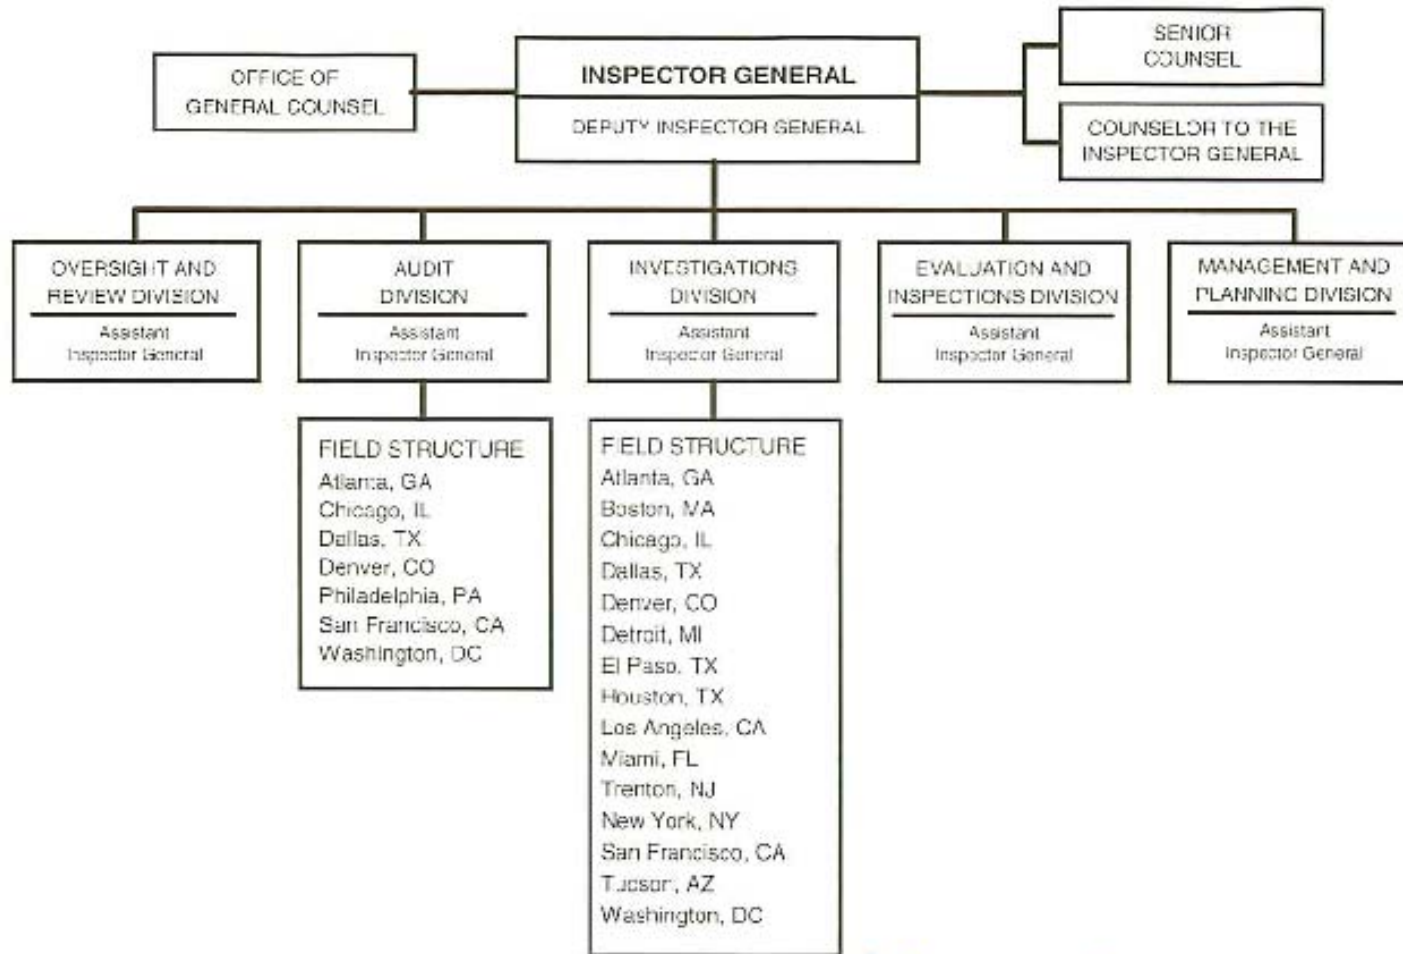 OFFICE OF
GENERAL COUNSEL
INSPECTOR GENERAL
DEPUTY INSPECTOR GENERAL
SENIOR
COUNSEL
COUNSELOR TO THE
INSPECTOR GENERAL
OVERSIGHT AND
REVIEW DIVISION
Assistant
Inspector General
AUDIT
DIVISION
Assistant
Inspector General
INVESTIGATIONS
DIVISION
Assistant
Inspector General
EVALUATION AND
INSPECTIONS DIVISION
Assistant
Inspector General
MANAGEMENT AND
PLANNING DIVISION
Assistant
Inspector General
FIELD STRUCTURE
Atlanta, GA
Chicago, IL
Dallas, TX
Denver, CO
Philadelphia, PA
San Francisco, CA
Washington, DC
FIELD STRUCTURE
Atlanta, GA
Boston, MA
Chicago, IL
Dallas, TX
Denver, CO
Detroit, MI
El Paso, TX
Houston, TX
Los Angeles, CA
Miami, FL
Trenton, NJ
New York, NY
San Francisco, CA
Tucson, AZ
Washington, DC